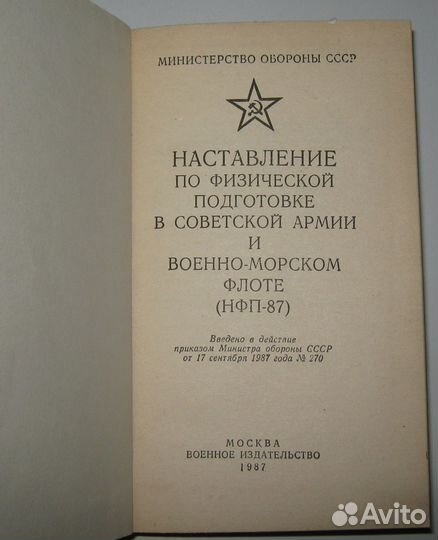 МИНИСТЕРСТВО ОБОРОНЫ СССР
НАСТАВЛЕНИЕ
ПО ФИЗИЧЕСКОЙ
ПОДГОТОВКЕ
В СОВЕТСКОЙ АРМИИ
И
ВОЕННО-МОРСКОМ
ФЛОТЕ
(НФП-87)
Введено в действие
приказом Министра обороны СССР
от 17 сентября 1987 года № 270
МОСКВА
ВОЕННОЕ ИЗДАТЕЛЬСТВО
1987
Avito